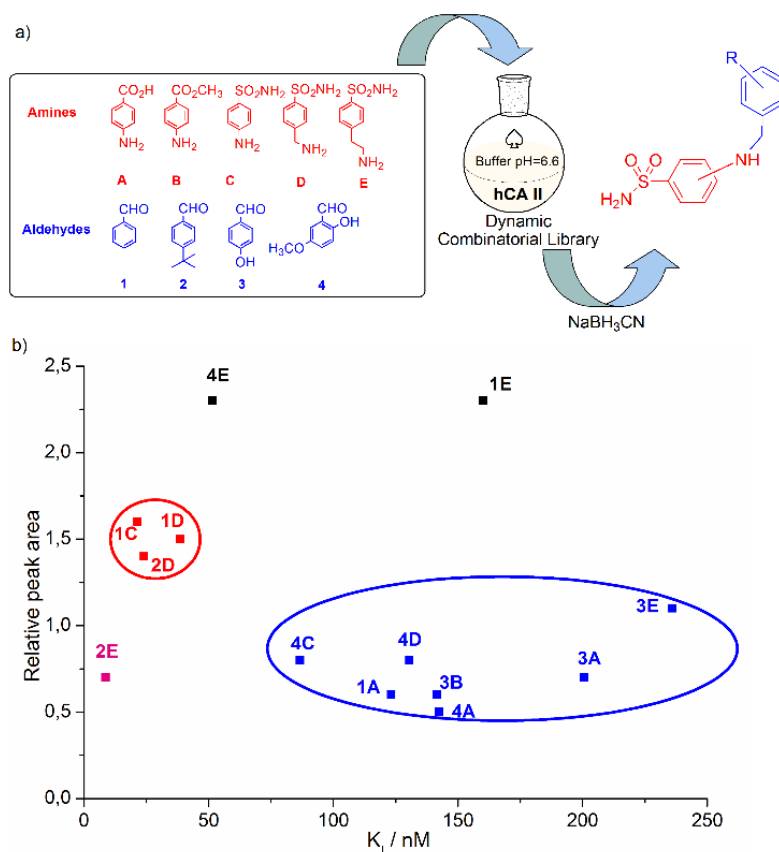 a)
Amines
CO₂H
NH₂
A
CO₂CH₃
NH₂
B
SO₂NH₂
NH₂
C
SO₂NH₂
NH₂
D
SO₂NH₂
NH₂
E
Aldehydes
CHO
1
CHO
2
CHO
OH
3
CHO
OH
H₃CO
4
Buffer pH=6.6
hCA II
Dynamic
Combinatorial Library
NaBH₃CN
R
NH
O
O
S
H₂N
b)
Relative peak area
2,5
2,0
1,5
1,0
0,5
0,0
4E
1E
1C
1D
2D
2E
4C
4D
3E
1A
3B
3A
4A
0
50
100
150
200
250
Kᵢ / nM